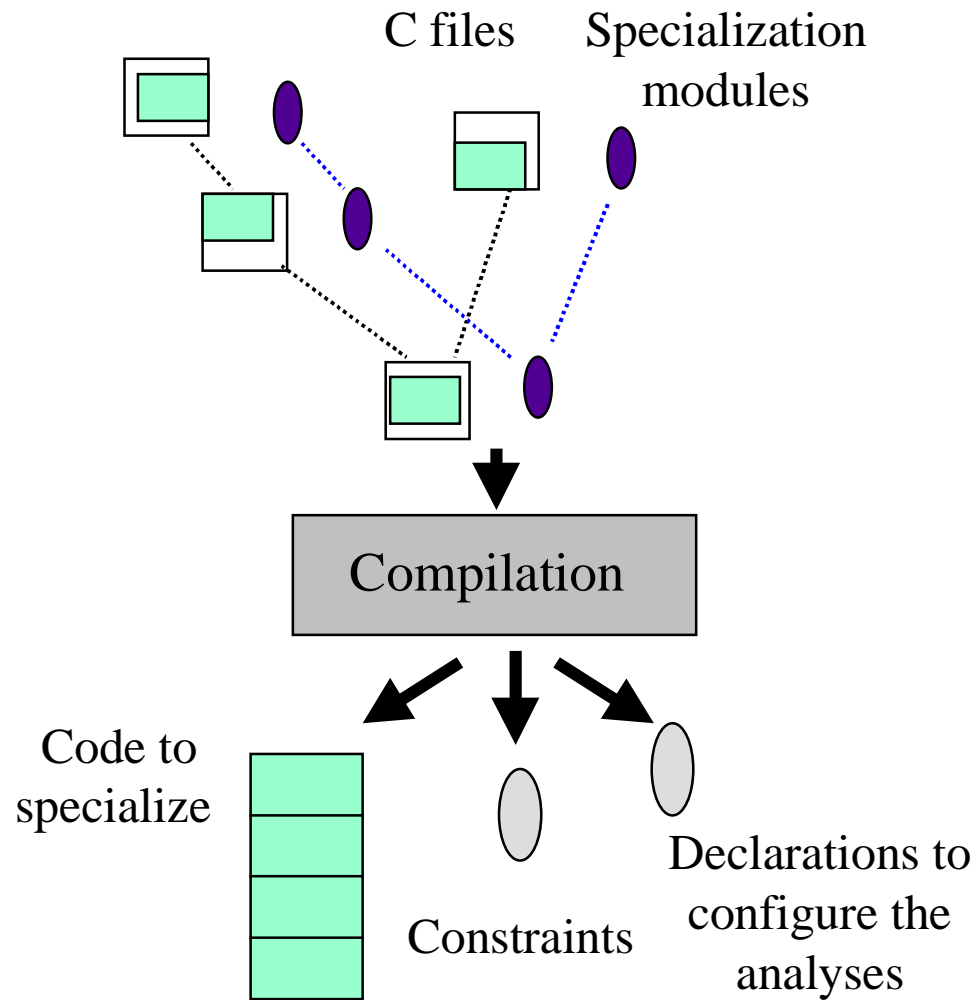 C files
Specialization
modules
Compilation
Code to
specialize
Constraints
Declarations to
configure the
analyses